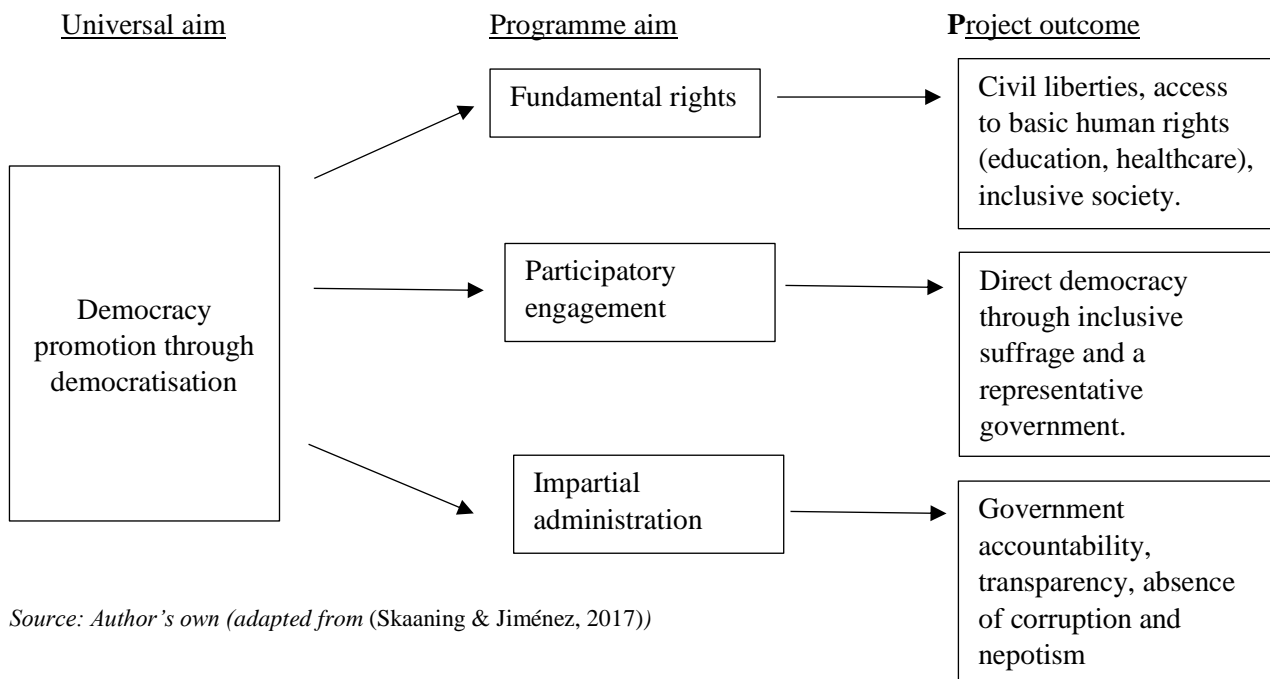 Universal aim
Programme aim
Project outcome
Fundamental rights
Civil liberties, access
to basic human rights
(education, healthcare),
inclusive society.
Democracy
promotion through
democratisation
Participatory
engagement
Direct democracy
through inclusive
suffrage and a
representative
government.
Impartial
administration
Government
accountability,
transparency, absence
of corruption and
nepotism
Source: Author’s own (adapted from (Skaaning & Jiménez, 2017))